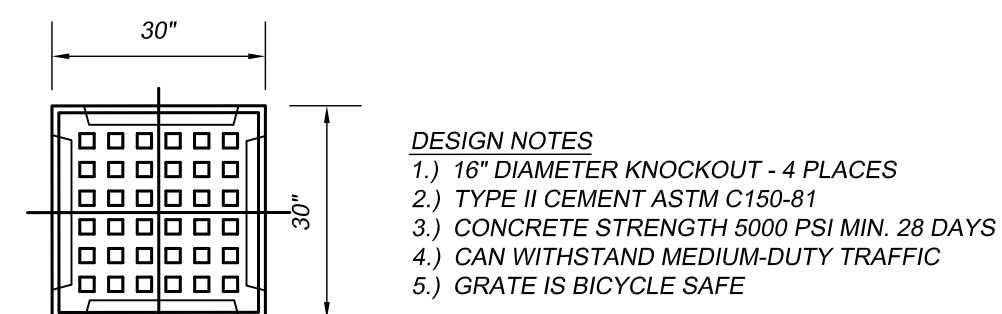 30"
30"
DESIGN NOTES
1.) 16" DIAMETER KNOCKOUT - 4 PLACES
2.) TYPE II CEMENT ASTM C150-81
3.) CONCRETE STRENGTH 5000 PSI MIN. 28 DAYS
4.) CAN WITHSTAND MEDIUM-DUTY TRAFFIC
5.) GRATE IS BICYCLE SAFE